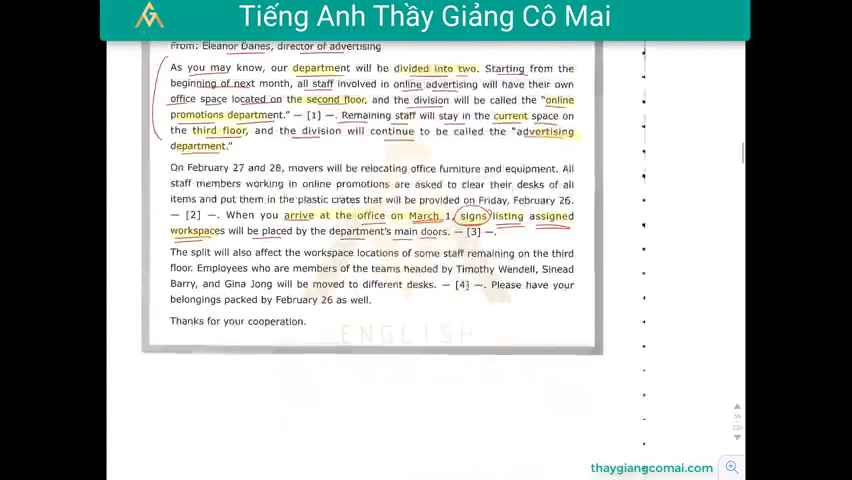 Tiếng Anh Thầy Giảng Cô Mai
From: Eleanor Danes, director of advertising
As you may know, our department will be divided into two. Starting from the
beginning of next month, all staff involved in online advertising will have their own
office space located on the second floor, and the division will be called the “online
promotions department.” — [1] —. Remaining staff will stay in the current space on
the third floor, and the division will continue to be called the “advertising
department.”
On February 27 and 28, movers will be relocating office furniture and equipment. All
staff members working in online promotions are asked to clear their desks of all
items and put them in the plastic crates that will be provided on Friday, February 26.
— [2] —. When you arrive at the office on March 1, signs listing assigned
workspaces will be placed by the department’s main doors. — [3] —.
The split will also affect the workspace locations of some staff remaining on the third
floor. Employees who are members of the teams headed by Timothy Wendell, Sinead
Barry, and Gina Jong will be moved to different desks. — [4] —. Please have your
belongings packed by February 26 as well.
Thanks for your cooperation.
ENGLISH
thaygiangcomai.com